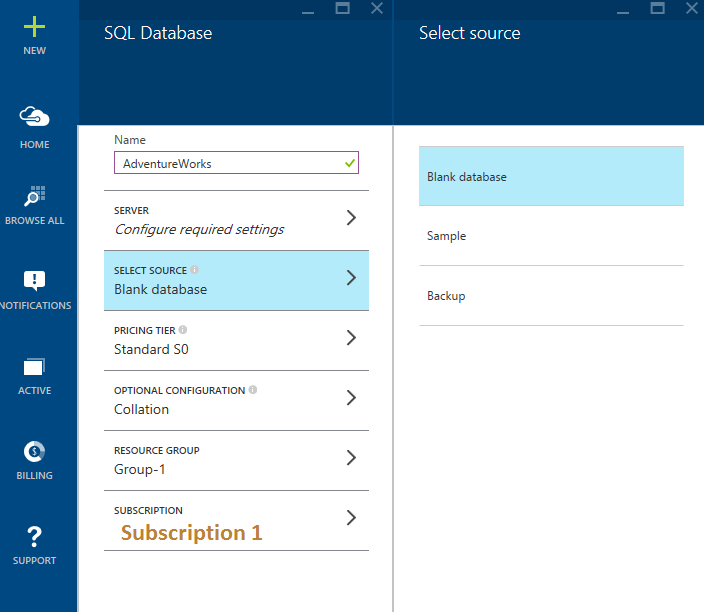 NEW
HOME
BROWSE ALL
NOTIFICATIONS
ACTIVE
BILLING
SUPPORT
SQL Database
Name
AdventureWorks
SERVER
Configure required settings
SELECT SOURCE
Blank database
PRICING TIER
Standard S0
OPTIONAL CONFIGURATION
Collation
RESOURCE GROUP
Group-1
SUBSCRIPTION
Subscription 1
Select source
Blank database
Sample
Backup